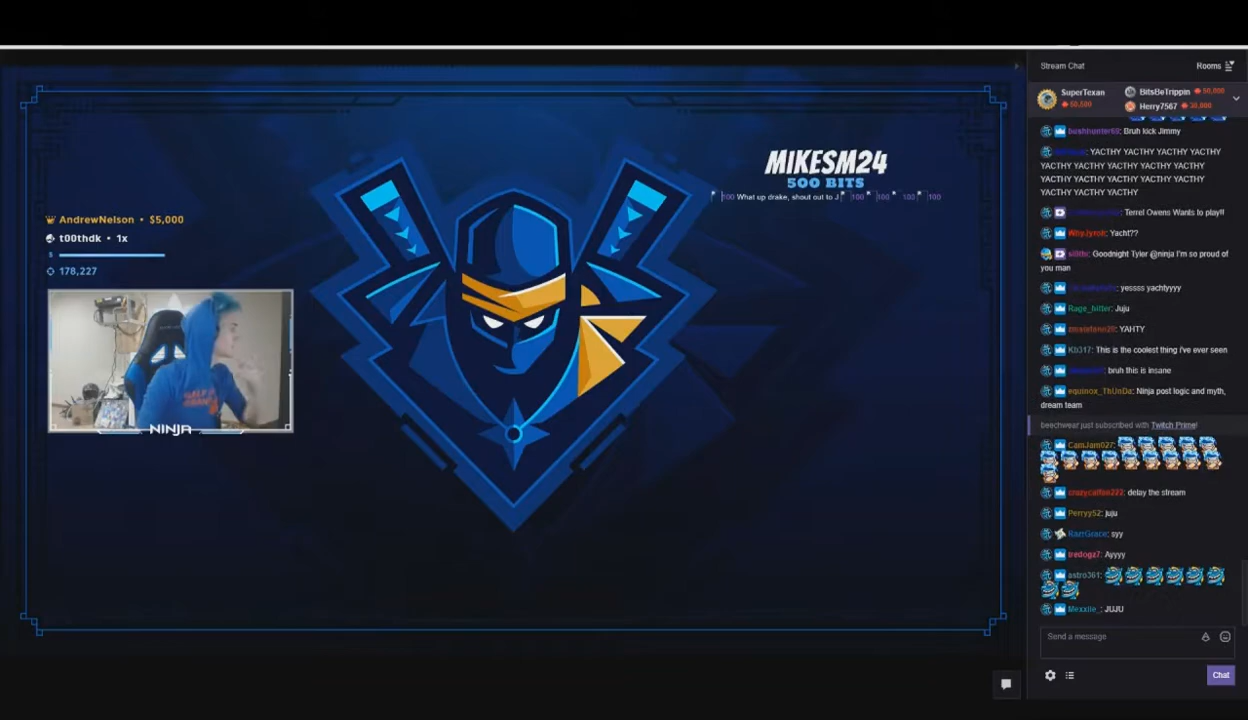 Stream Chat
Rooms
SuperTexan
50,500
BitsBeTrippin 50,000
Herry7567 30,000
bushhunter69: Bruh kick Jimmy
YACTHY YACTHY YACTHY
YACTHY YACTHY YACTHY YACTHY YACTHY
YACTHY YACTHY YACTHY YACTHY YACTHY
YACTHY YACTHY YACTHY
Terrel Owens Wants to play!!
Yacht??
Goodnight Tyler @ninja I'm so proud of
you man
yessss yachtyyyy
Rage_hitter: Juju
YAHTY
Kb317: This is the coolest thing i've ever seen
bruh this is insane
equinox_ThUnDa: Ninja post logic and myth,
dream team
beechwear just subscribed with Twitch Prime!
CamJam027:
delay the stream
Perryy52: juju
RazrGrace: syy
tredogz7: Ayyyy
astro361:
Mexxile_: JUJU
Send a message
Chat
MIKESM24
500 BITS
100 What up drake, shout out to J 100 100 100 100
AndrewNelson • $5,000
t00thdk • 1x
5
178,227
NINJA